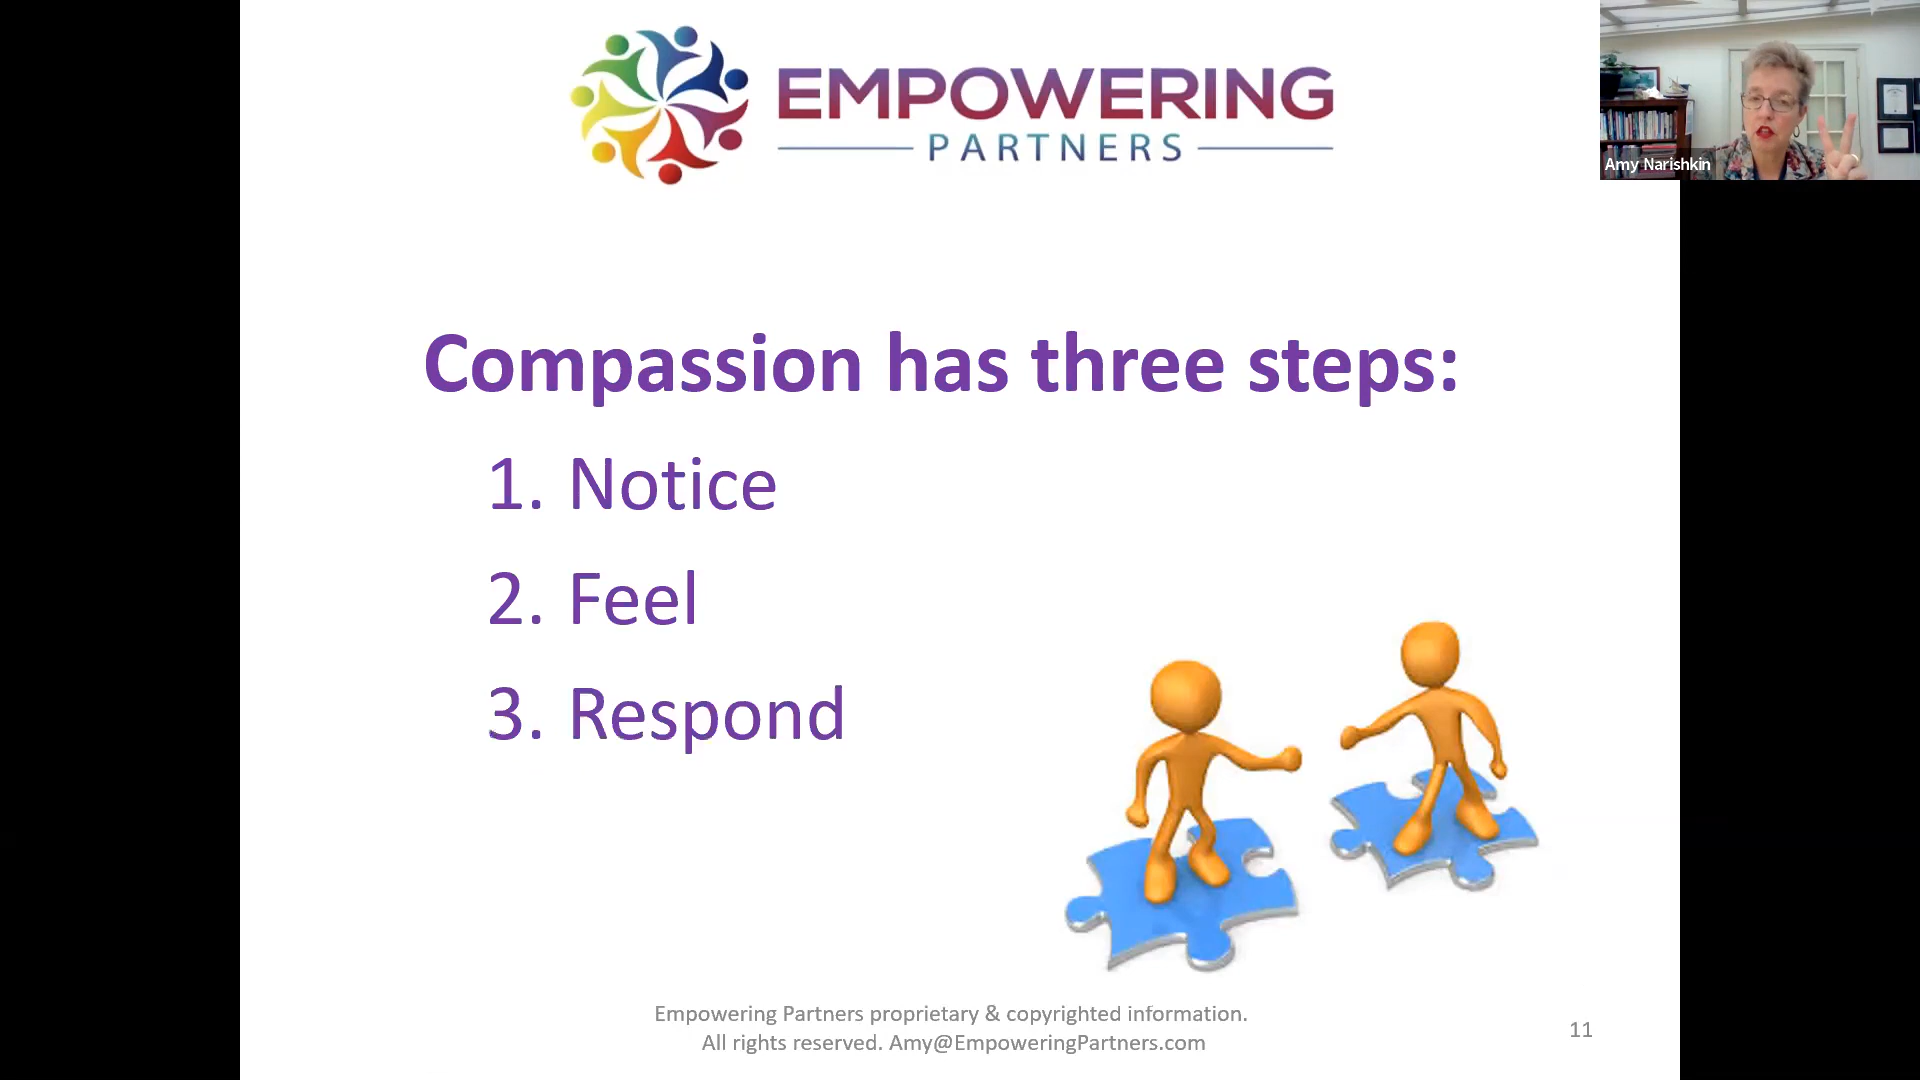 EMPOWERING
PARTNERS
Amy Narishkin
Compassion has three steps:
1. Notice
2. Feel
3. Respond
Empowering Partners proprietary & copyrighted information.
All rights reserved. Amy@EmpoweringPartners.com
11